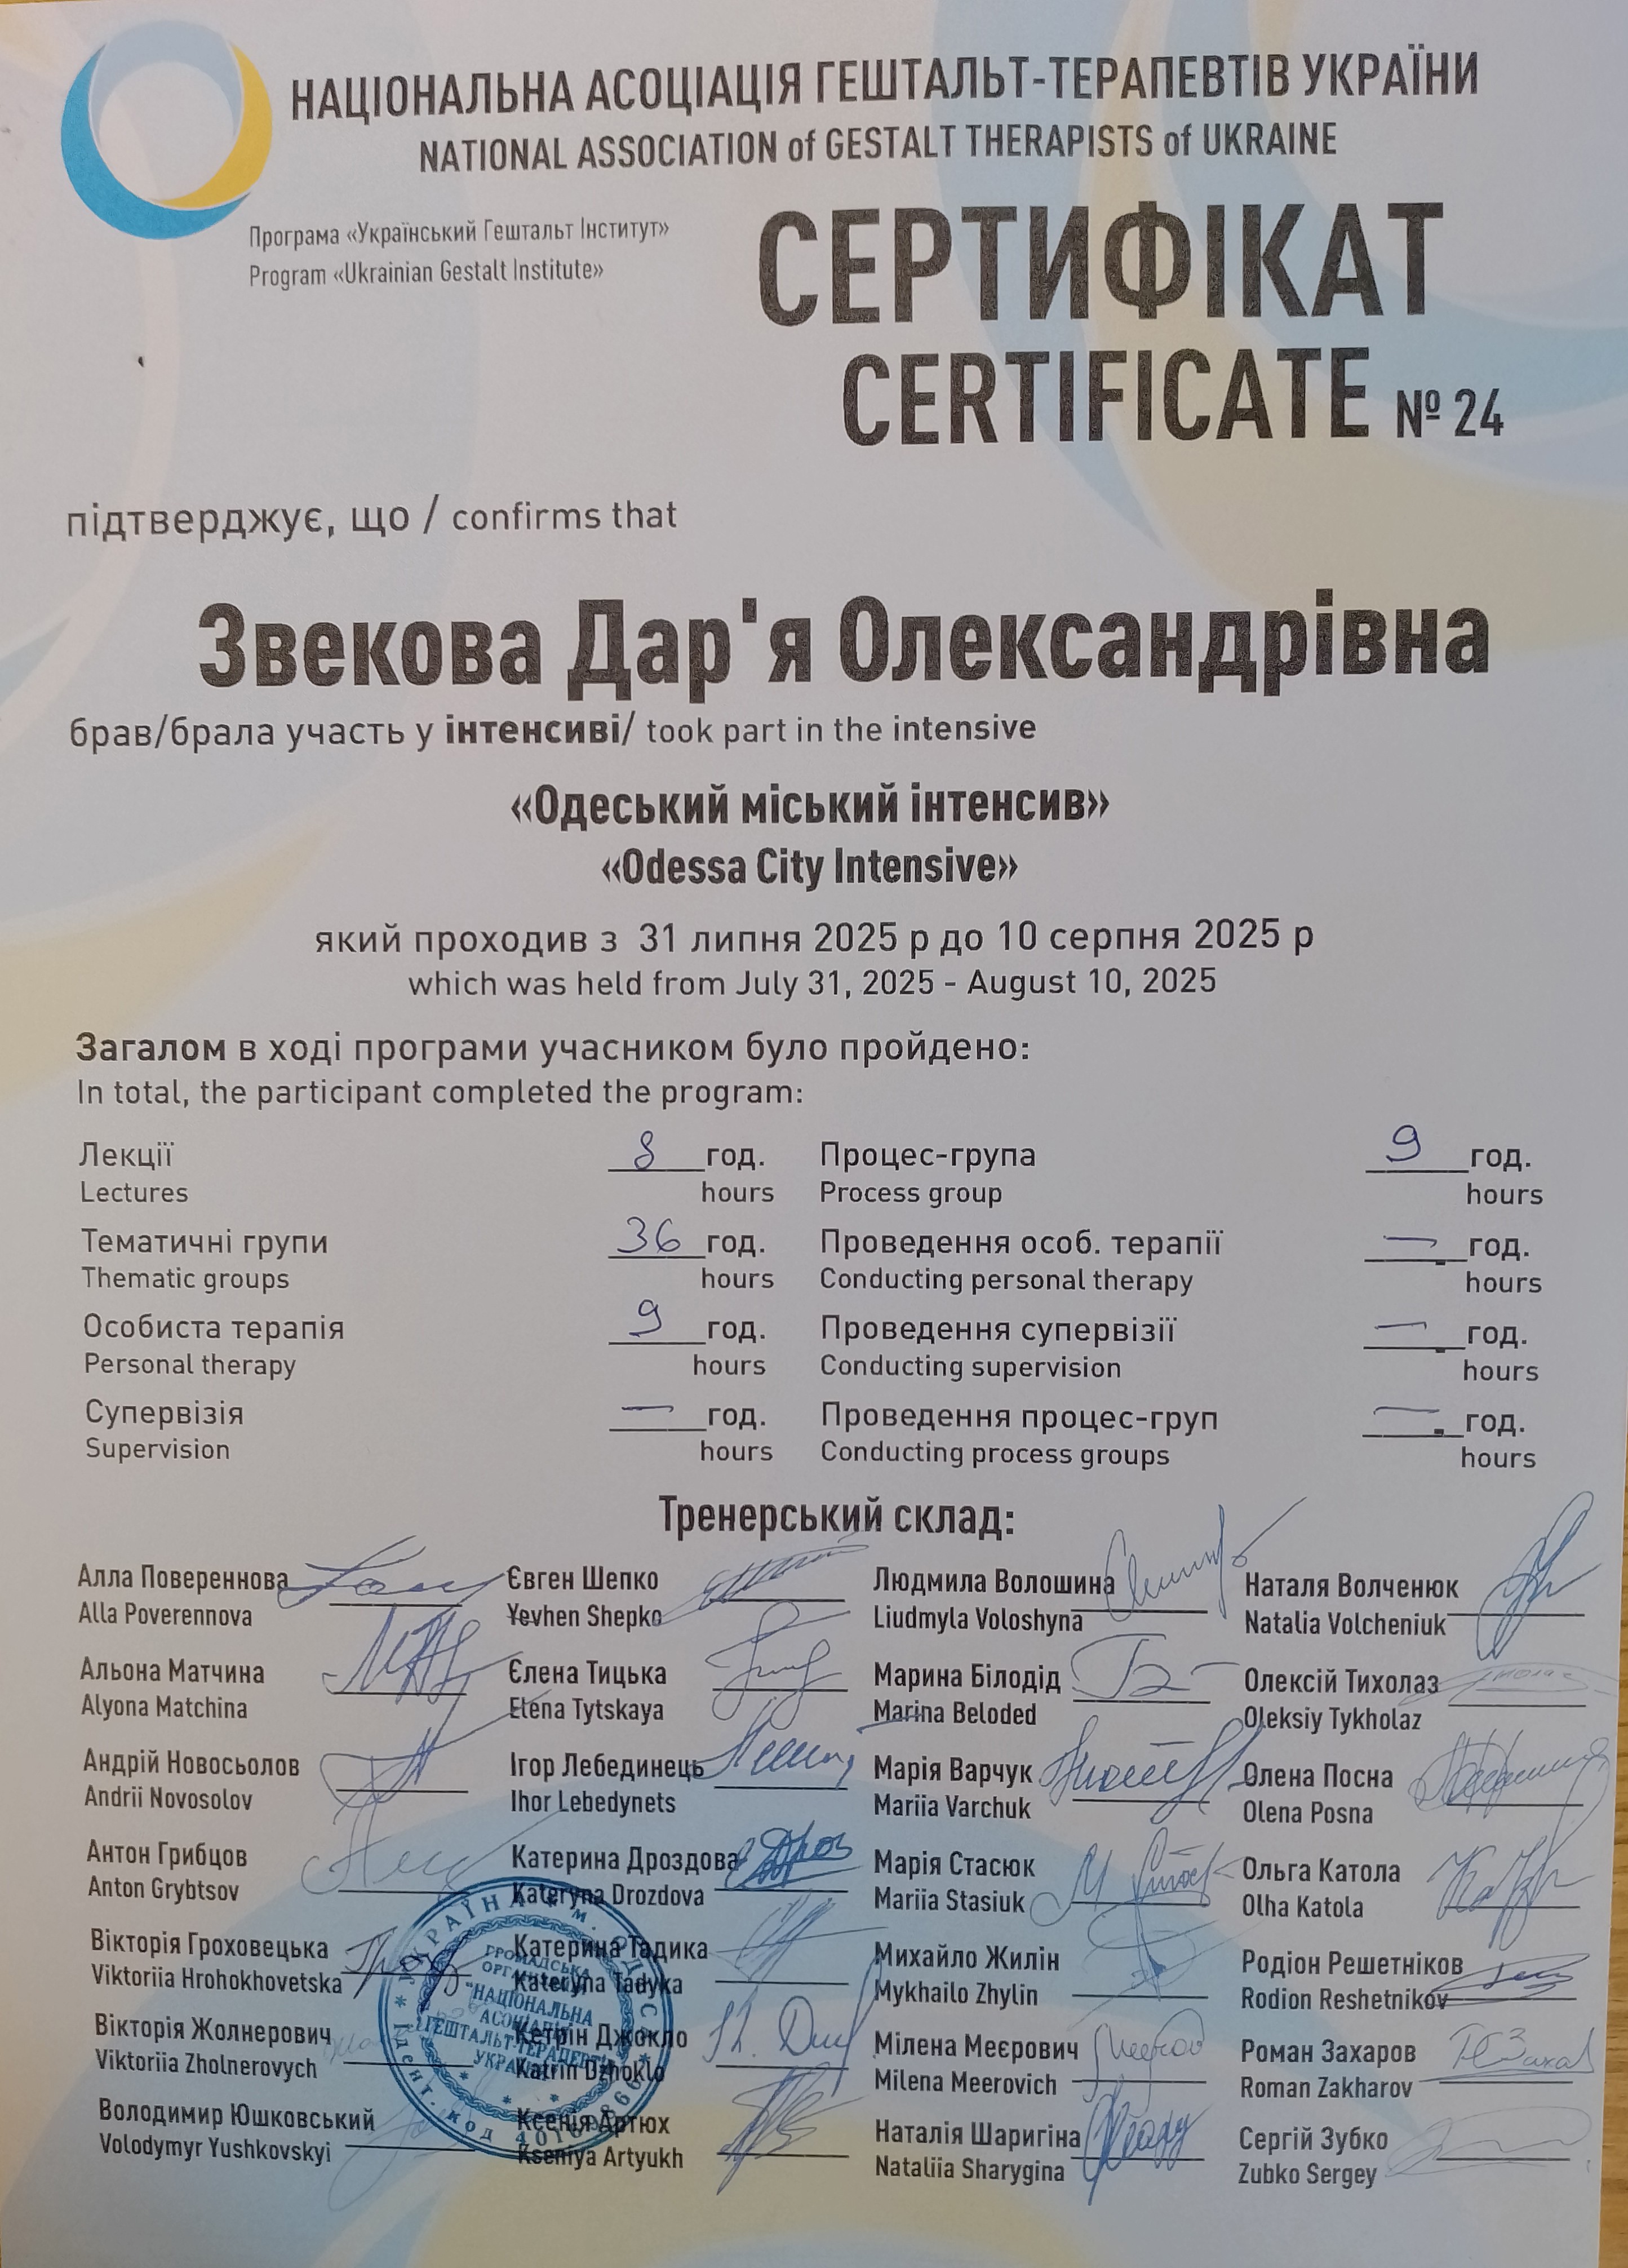 НАЦІОНАЛЬНА АСОЦІАЦІЯ ГЕШТАЛЬТ-ТЕРАПЕВТІВ УКРАЇНИ
NATIONAL ASSOCIATION of GESTALT THERAPISTS of UKRAINE
Програма «Український Гештальт Інститут»
Program «Ukrainian Gestalt Institute»
СЕРТИФІКАТ
CERTIFICATE № 24
підтверджує, що / confirms that
Звекова Дар'я Олександрівна
брав/брала участь у інтенсиві/ took part in the intensive
«Одеський міський інтенсив»
«Odessa City Intensive»
який проходив з 31 липня 2025 р до 10 серпня 2025 р
which was held from July 31, 2025 - August 10, 2025
Загалом в ході програми учасником було пройдено:
In total, the participant completed the program:
Лекції 8 год. Процес-група 9 год.
Lectures hours Process group hours
Тематичні групи 36 год. Проведення особ. терапії — год.
Thematic groups hours Conducting personal therapy hours
Особиста терапія 9 год. Проведення супервізії — год.
Personal therapy hours Conducting supervision hours
Супервізія — год. Проведення процес-груп — год.
Supervision hours Conducting process groups hours
Тренерський склад:
Алла Повереннова Євген Шепко Людмила Волошина Наталя Волченюк
Alla Poverennova Yevhen Shepko Liudmyla Voloshyna Natalia Volcheniuk
Альона Матчина Єлена Тицька Марина Білодід Олексій Тихолаз
Alyona Matchina Elena Tytskaya Marina Beloded Oleksiy Tykholaz
Андрій Новосьолов Ігор Лебединець Марія Варчук Олена Посна
Andrii Novosolov Ihor Lebedynets Mariia Varchuk Olena Posna
Антон Грибцов Катерина Дроздова Марія Стасюк Ольга Катола
Anton Grybtsov Kateryna Drozdova Mariia Stasiuk Olha Katola
Вікторія Гроховецька Катерина Тадика Михайло Жилін Родіон Решетніков
Viktoriia Hrohokhovetska Kateryna Tadyka Mykhailo Zhylin Rodion Reshetnikov
Вікторія Жолнерович Кетрін Джокло Мілена Меєрович Роман Захаров
Viktoriia Zholnerovych Katrin Dzhoklo Milena Meerovich Roman Zakharov
Володимир Юшковський Ксенія Артюх Наталія Шаригіна Сергій Зубко
Volodymyr Yushkovskyi Kseniya Artyukh Nataliia Sharygina Zubko Sergey
УКРАЇНА
ГРОМАДСЬКА
ОРГАНІЗАЦІЯ
"НАЦІОНАЛЬНА
АСОЦІАЦІЯ
ГЕШТАЛЬТ-ТЕРАПЕВТІВ
УКРАЇНИ"